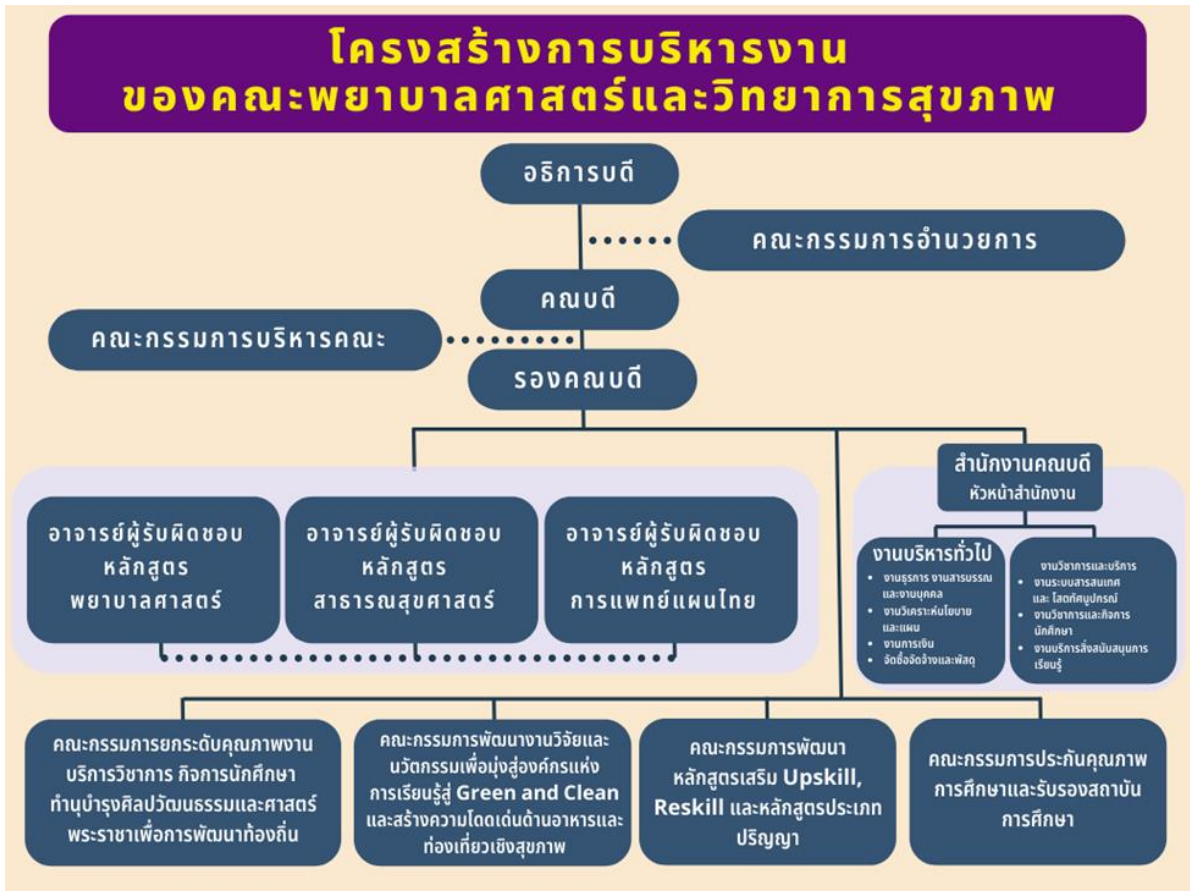 โครงสร้างการบริหารงาน
ของคณะพยาบาลศาสตร์และวิทยาการสุขภาพ
อธิการบดี
คณะกรรมการอำนวยการ
คณบดี
คณะกรรมการบริหารคณะ
รองคณบดี
สำนักงานคณบดี
หัวหน้าสำนักงาน
อาจารย์ผู้รับผิดชอบ
หลักสูตร
พยาบาลศาสตร์
อาจารย์ผู้รับผิดชอบ
หลักสูตร
สาธารณสุขศาสตร์
อาจารย์ผู้รับผิดชอบ
หลักสูตร
การแพทย์แผนไทย
งานบริหารทั่วไป
• งานธุรการ งานสารบรรณ
และงานบุคคล
• งานวิเคราะห์นโยบาย
และแผน
• งานการเงิน
• จัดซื้อจัดจ้างและพัสดุ
งานวิชาการและบริการ
• งานระบบสารสนเทศ
และ โสตทัศนูปกรณ์
• งานวิชาการและกิจการ
นักศึกษา
• งานบริการสิ่งสนับสนุนการ
เรียนรู้
คณะกรรมการยกระดับคุณภาพงาน
บริการวิชาการ กิจการนักศึกษา
ทำนุบำรุงศิลปวัฒนธรรมและศาสตร์
พระราชาเพื่อการพัฒนาท้องถิ่น
คณะกรรมการพัฒนางานวิจัยและ
นวัตกรรมเพื่อมุ่งสู่องค์กรแห่ง
การเรียนรู้สู่ Green and Clean
และสร้างความโดดเด่นด้านอาหารและ
ท่องเที่ยวเชิงสุขภาพ
คณะกรรมการพัฒนา
หลักสูตรเสริม Upskill,
Reskill และหลักสูตรประเภท
ปริญญา
คณะกรรมการประกันคุณภาพ
การศึกษาและรับรองสถาบัน
การศึกษา